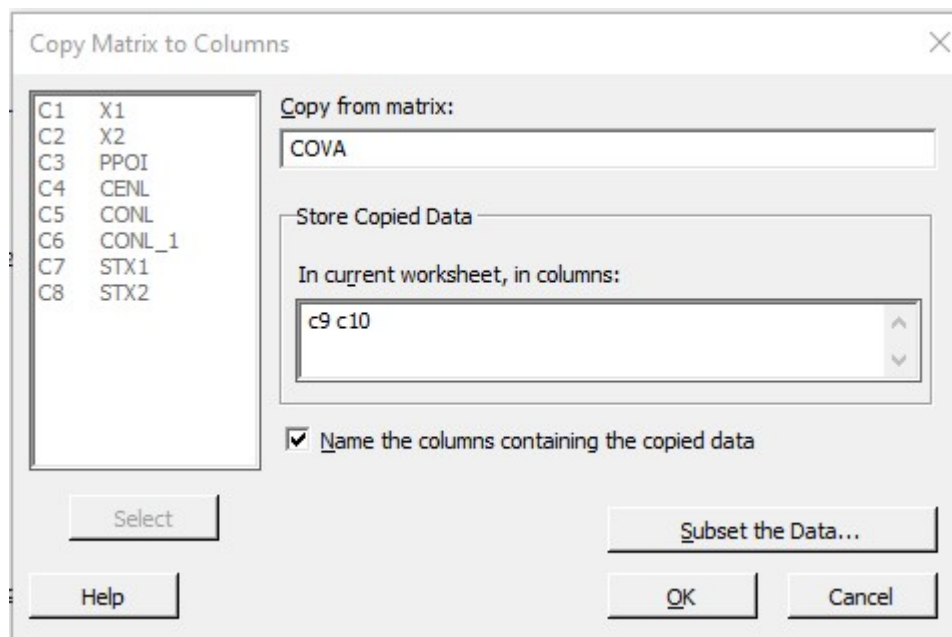 Copy Matrix to Columns
C1 X1
C2 X2
C3 PPOI
C4 CENL
C5 CONL
C6 CONL_1
C7 STX1
C8 STX2
Copy from matrix:
COVA
Store Copied Data
In current worksheet, in columns:
c9 c10
Name the columns containing the copied data
Select
Subset the Data...
Help
OK
Cancel